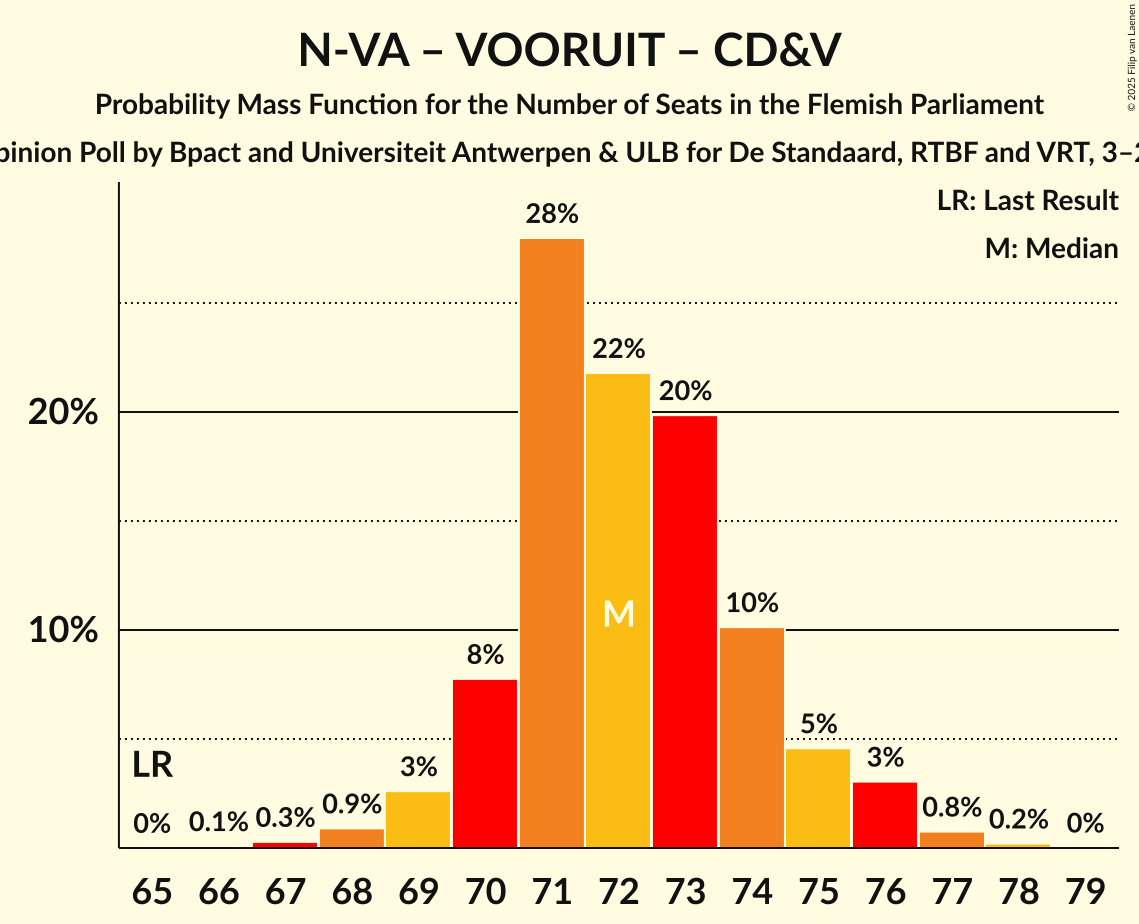 N-VA – VOORUIT – CD&V
Probability Mass Function for the Number of Seats in the Flemish Parliament
pinion Poll by Bpact and Universiteit Antwerpen & ULB for De Standaard, RTBF and VRT, 3–2
© 2025 Filip van Laenen
LR: Last Result
M: Median
28%
22%
20%
20%
10%
10%
8%
5%
3%
3%
LR
0% 0.1% 0.3% 0.9% 0.8% 0.2% 0%
M
65 66 67 68 69 70 71 72 73 74 75 76 77 78 79